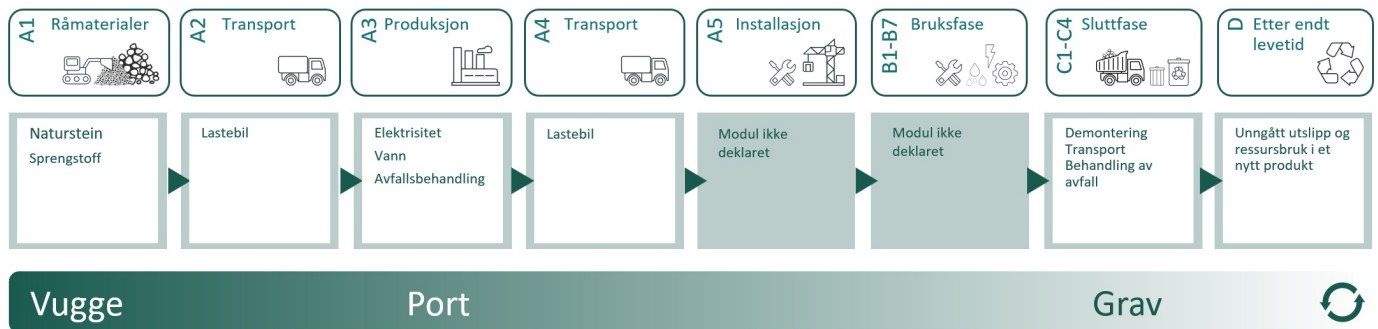 A1 Råmaterialer
A2 Transport
A3 Produksjon
A4 Transport
A5 Installasjon
B1-B7 Bruksfase
C1-C4 Sluttfase
D Etter endt
levetid
Naturstein
Sprengstoff
Lastebil
Elektrisitet
Vann
Avfallsbehandling
Lastebil
Modul ikke
deklaret
Modul ikke
deklaret
Demontering
Transport
Behandling av
avfall
Unngått utslipp og
ressursbruk i et
nytt produkt
Vugge
Port
Grav